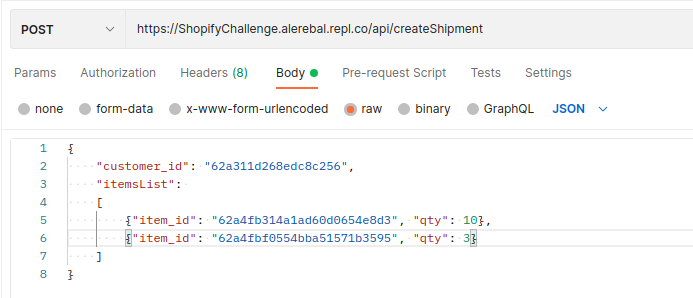 POST https://ShopifyChallenge.alerebal.repl.co/api/createShipment
Params Authorization Headers (8) Body Pre-request Script Tests Settings
none form-data x-www-form-urlencoded raw binary GraphQL JSON
1 {
2 "customer_id": "62a311d268edc8c256",
3 "itemsList":
4 [
5 {"item_id": "62a4fb314a1ad60d0654e8d3", "qty": 10},
6 {"item_id": "62a4fbf0554bba51571b3595", "qty": 3}
7 ]
8 }